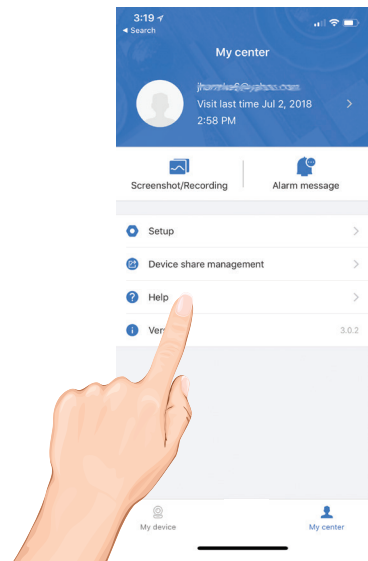 3:19
Search
My center
Visit last time Jul 2, 2018
2:58 PM
Screenshot/Recording
Alarm message
Setup
Device share management
Help
3.0.2
My device
My center